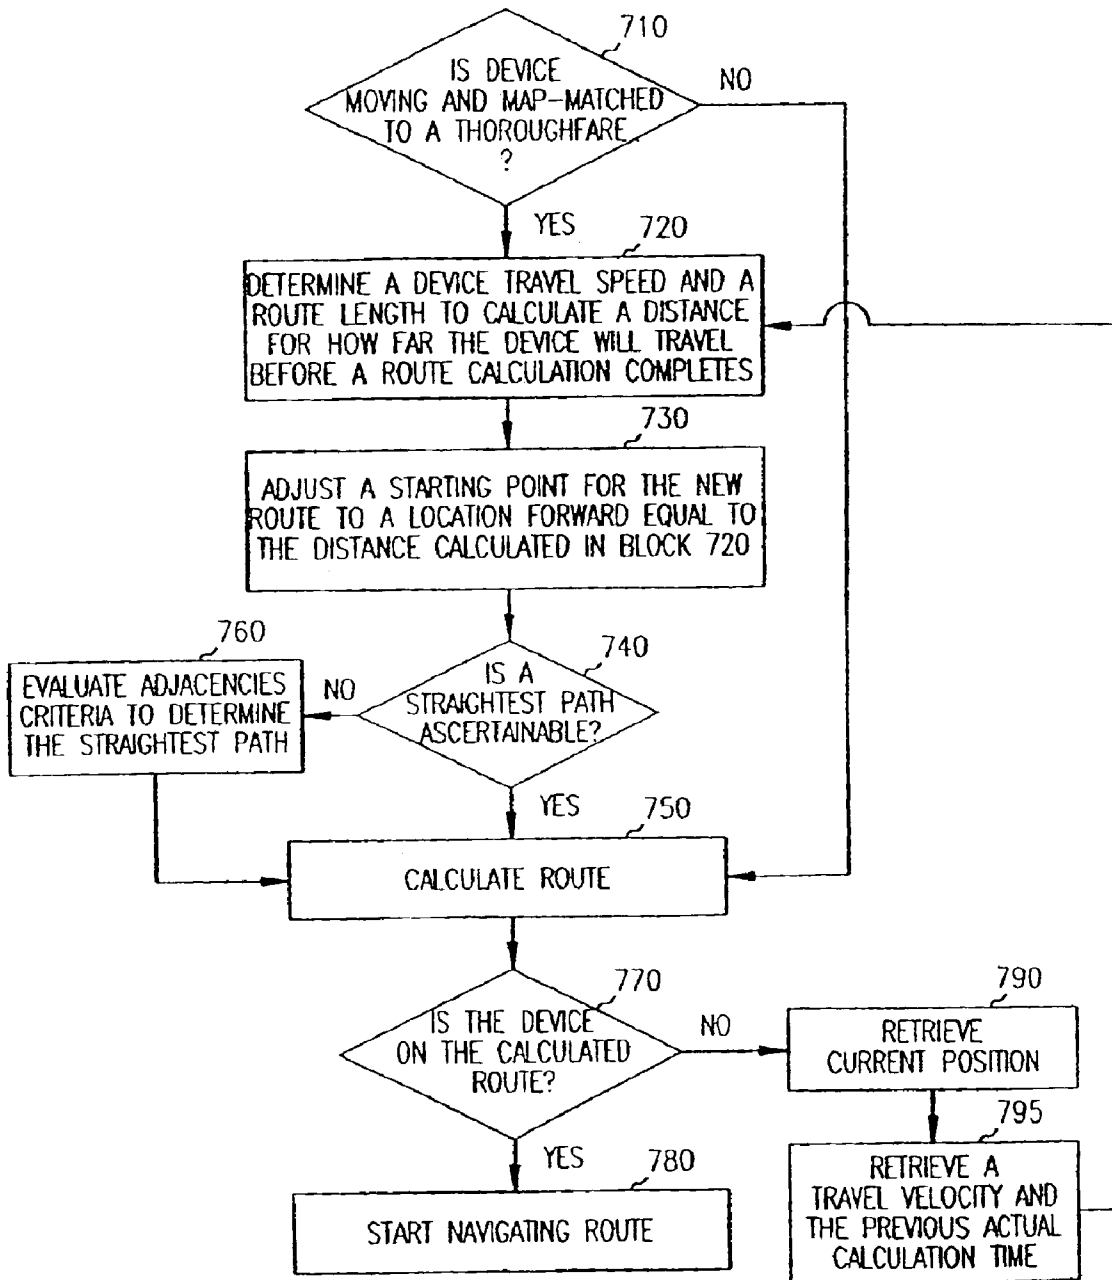 710
IS DEVICE
MOVING AND MAP-MATCHED
TO A THOROUGHFARE
?
NO
YES
720
DETERMINE A DEVICE TRAVEL SPEED AND A
ROUTE LENGTH TO CALCULATE A DISTANCE
FOR HOW FAR THE DEVICE WILL TRAVEL
BEFORE A ROUTE CALCULATION COMPLETES
730
ADJUST A STARTING POINT FOR THE NEW
ROUTE TO A LOCATION FORWARD EQUAL TO
THE DISTANCE CALCULATED IN BLOCK 720
740
IS A
STRAIGHTEST PATH
ASCERTAINABLE?
NO
760
EVALUATE ADJACENCIES
CRITERIA TO DETERMINE
THE STRAIGHTEST PATH
YES
750
CALCULATE ROUTE
770
IS THE DEVICE
ON THE CALCULATED
ROUTE?
NO
790
RETRIEVE
CURRENT POSITION
795
RETRIEVE A
TRAVEL VELOCITY AND
THE PREVIOUS ACTUAL
CALCULATION TIME
YES
780
START NAVIGATING ROUTE